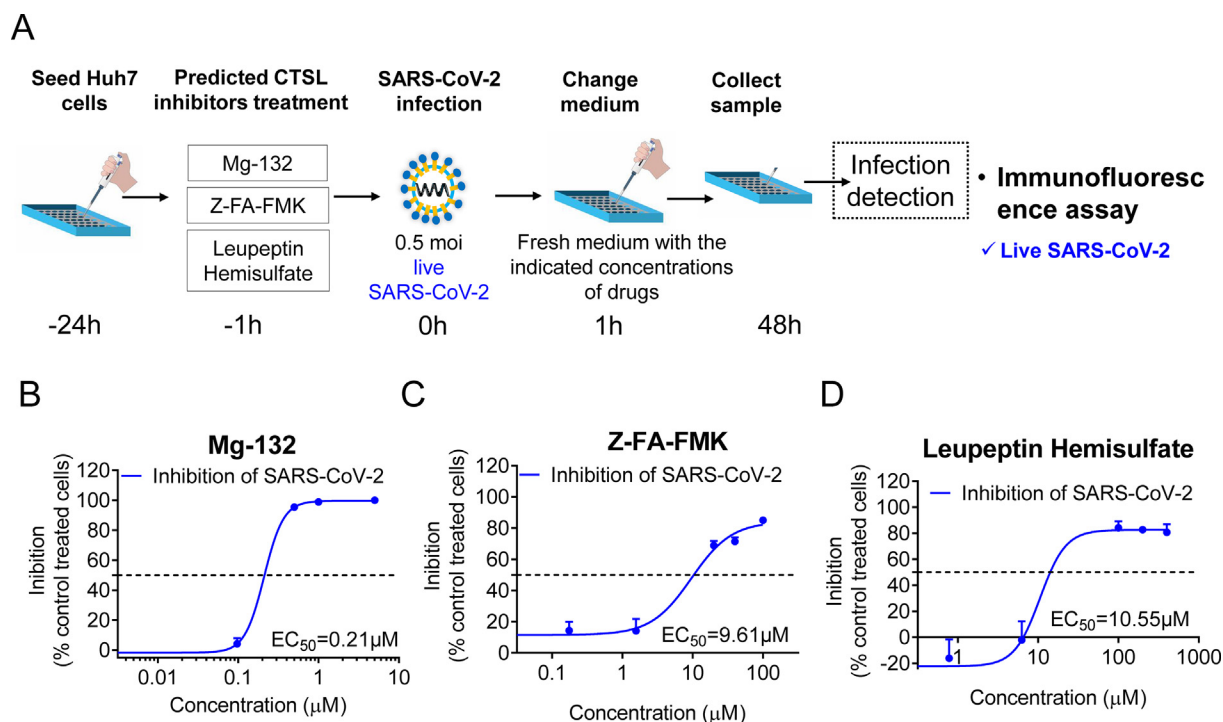 A
Seed Huh7
cells
Predicted CTSL
inhibitors treatment
SARS-CoV-2
infection
Change
medium
Collect
sample
Mg-132
Z-FA-FMK
Leupeptin
Hemisulfate
0.5 moi
live
SARS-CoV-2
Fresh medium with the
indicated concentrations
of drugs
Infection
detection
• Immunofluoresc
ence assay
✓ Live SARS-CoV-2
-24h
-1h
0h
1h
48h
B
Mg-132
Inibition of SARS-CoV-2
Inibition
(% control treated cells)
120
100
80
60
40
20
0
EC50=0.21μM
0.01
0.1
1
10
Concentration (μM)
C
Z-FA-FMK
Inibition of SARS-CoV-2
Inibition
(% control treated cells)
120
100
80
60
40
20
0
EC50=9.61μM
0.1
1
10
100
Concentration (μM)
D
Leupeptin Hemisulfate
Inhibition of SARS-CoV-2
Inibition
(% control treated cells)
120
100
80
60
40
20
0
-20
EC50=10.55μM
1
10
100
1000
Concentration (μM)